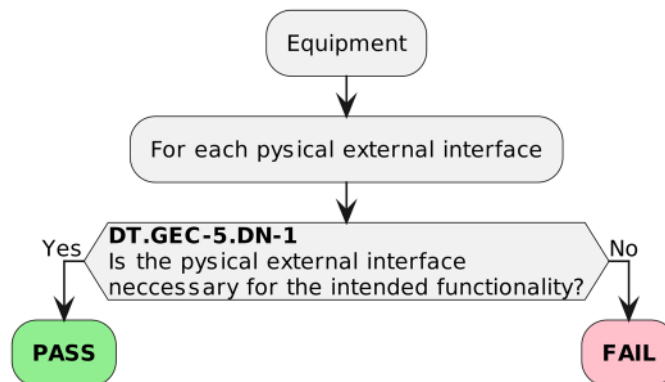 Equipment
For each pysical external interface
DT.GEC-5.DN-1
Yes
No
Is the pysical external interface
neccessary for the intended functionality?
PASS
FAIL